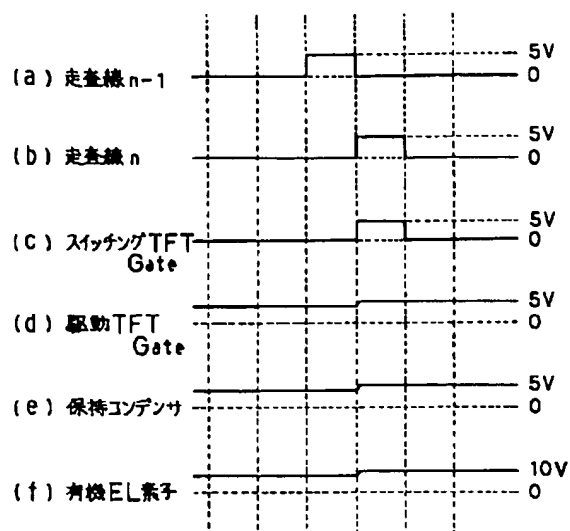 (a) 走査線 n-1
5V
0
(b) 走査線 n
5V
0
(c) スイッチングTFT
Gate
5V
0
(d) 駆動TFT
Gate
5V
0
(e) 保持コンデンサ
5V
0
(f) 有機EL素子
10V
0